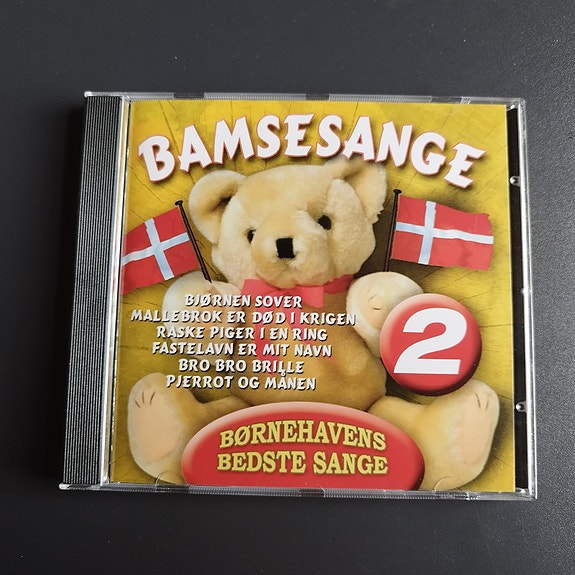 BAMSESANGE
BJØRNEN SOVER
MALLEBROK ER DØD I KRIGEN
RASKE PIGER I EN RING
FASTELAVN ER MIT NAVN
BRO BRO BRILLE
PJERROT OG MÅNEN
2
BØRNEHAVENS
BEDSTE SANGE